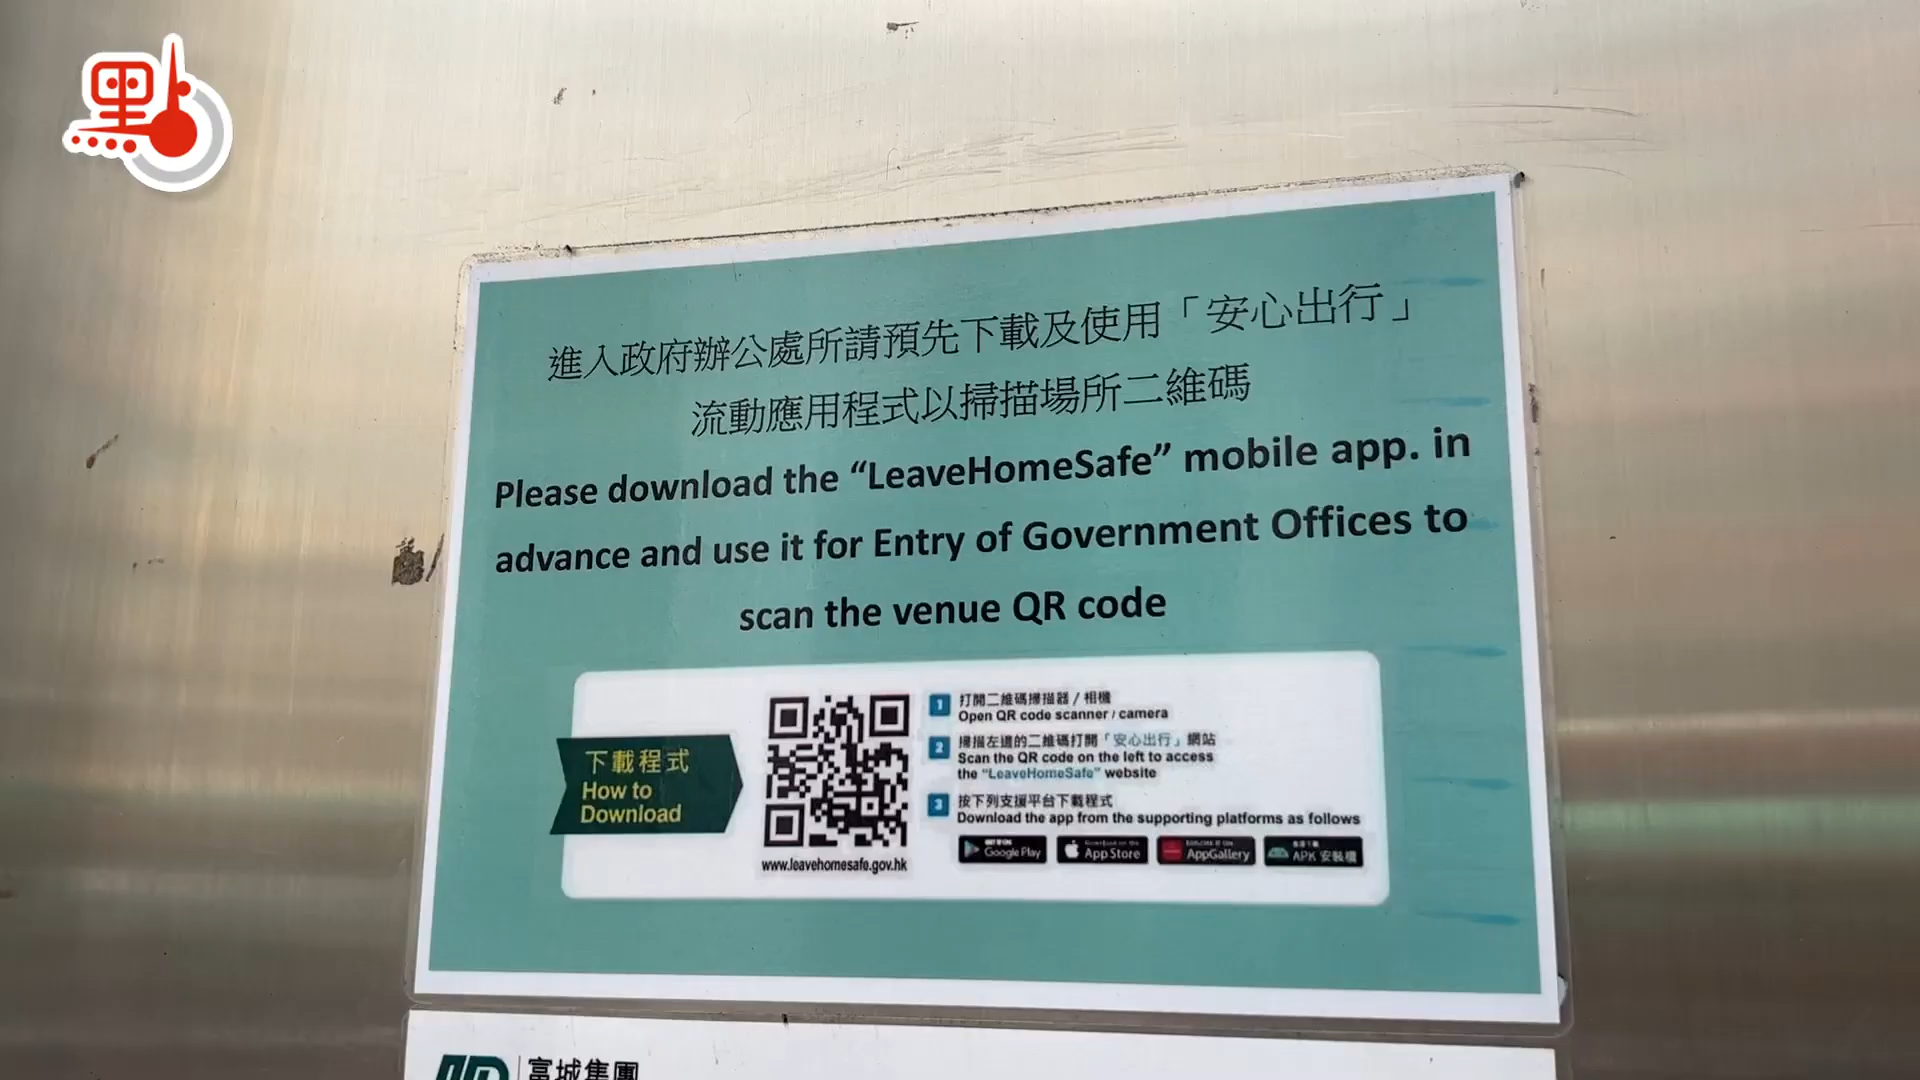 點
進入政府辦公處所請預先下載及使用「安心出行」
流動應用程式以掃描場所二維碼
Please download the “LeaveHomeSafe” mobile app. in
advance and use it for Entry of Government Offices to
scan the venue QR code
下載程式
How to
Download
www.leavehomesafe.gov.hk
1 打開二維碼掃描器 / 相機
Open QR code scanner / camera
2 掃描左邊的二維碼打開「安心出行」網站
Scan the QR code on the left to access
the “LeaveHomeSafe” website
3 按下列支援平台下載程式
Download the app from the supporting platforms as follows
Google Play
App Store
AppGallery
APK 安裝檔
富城集團